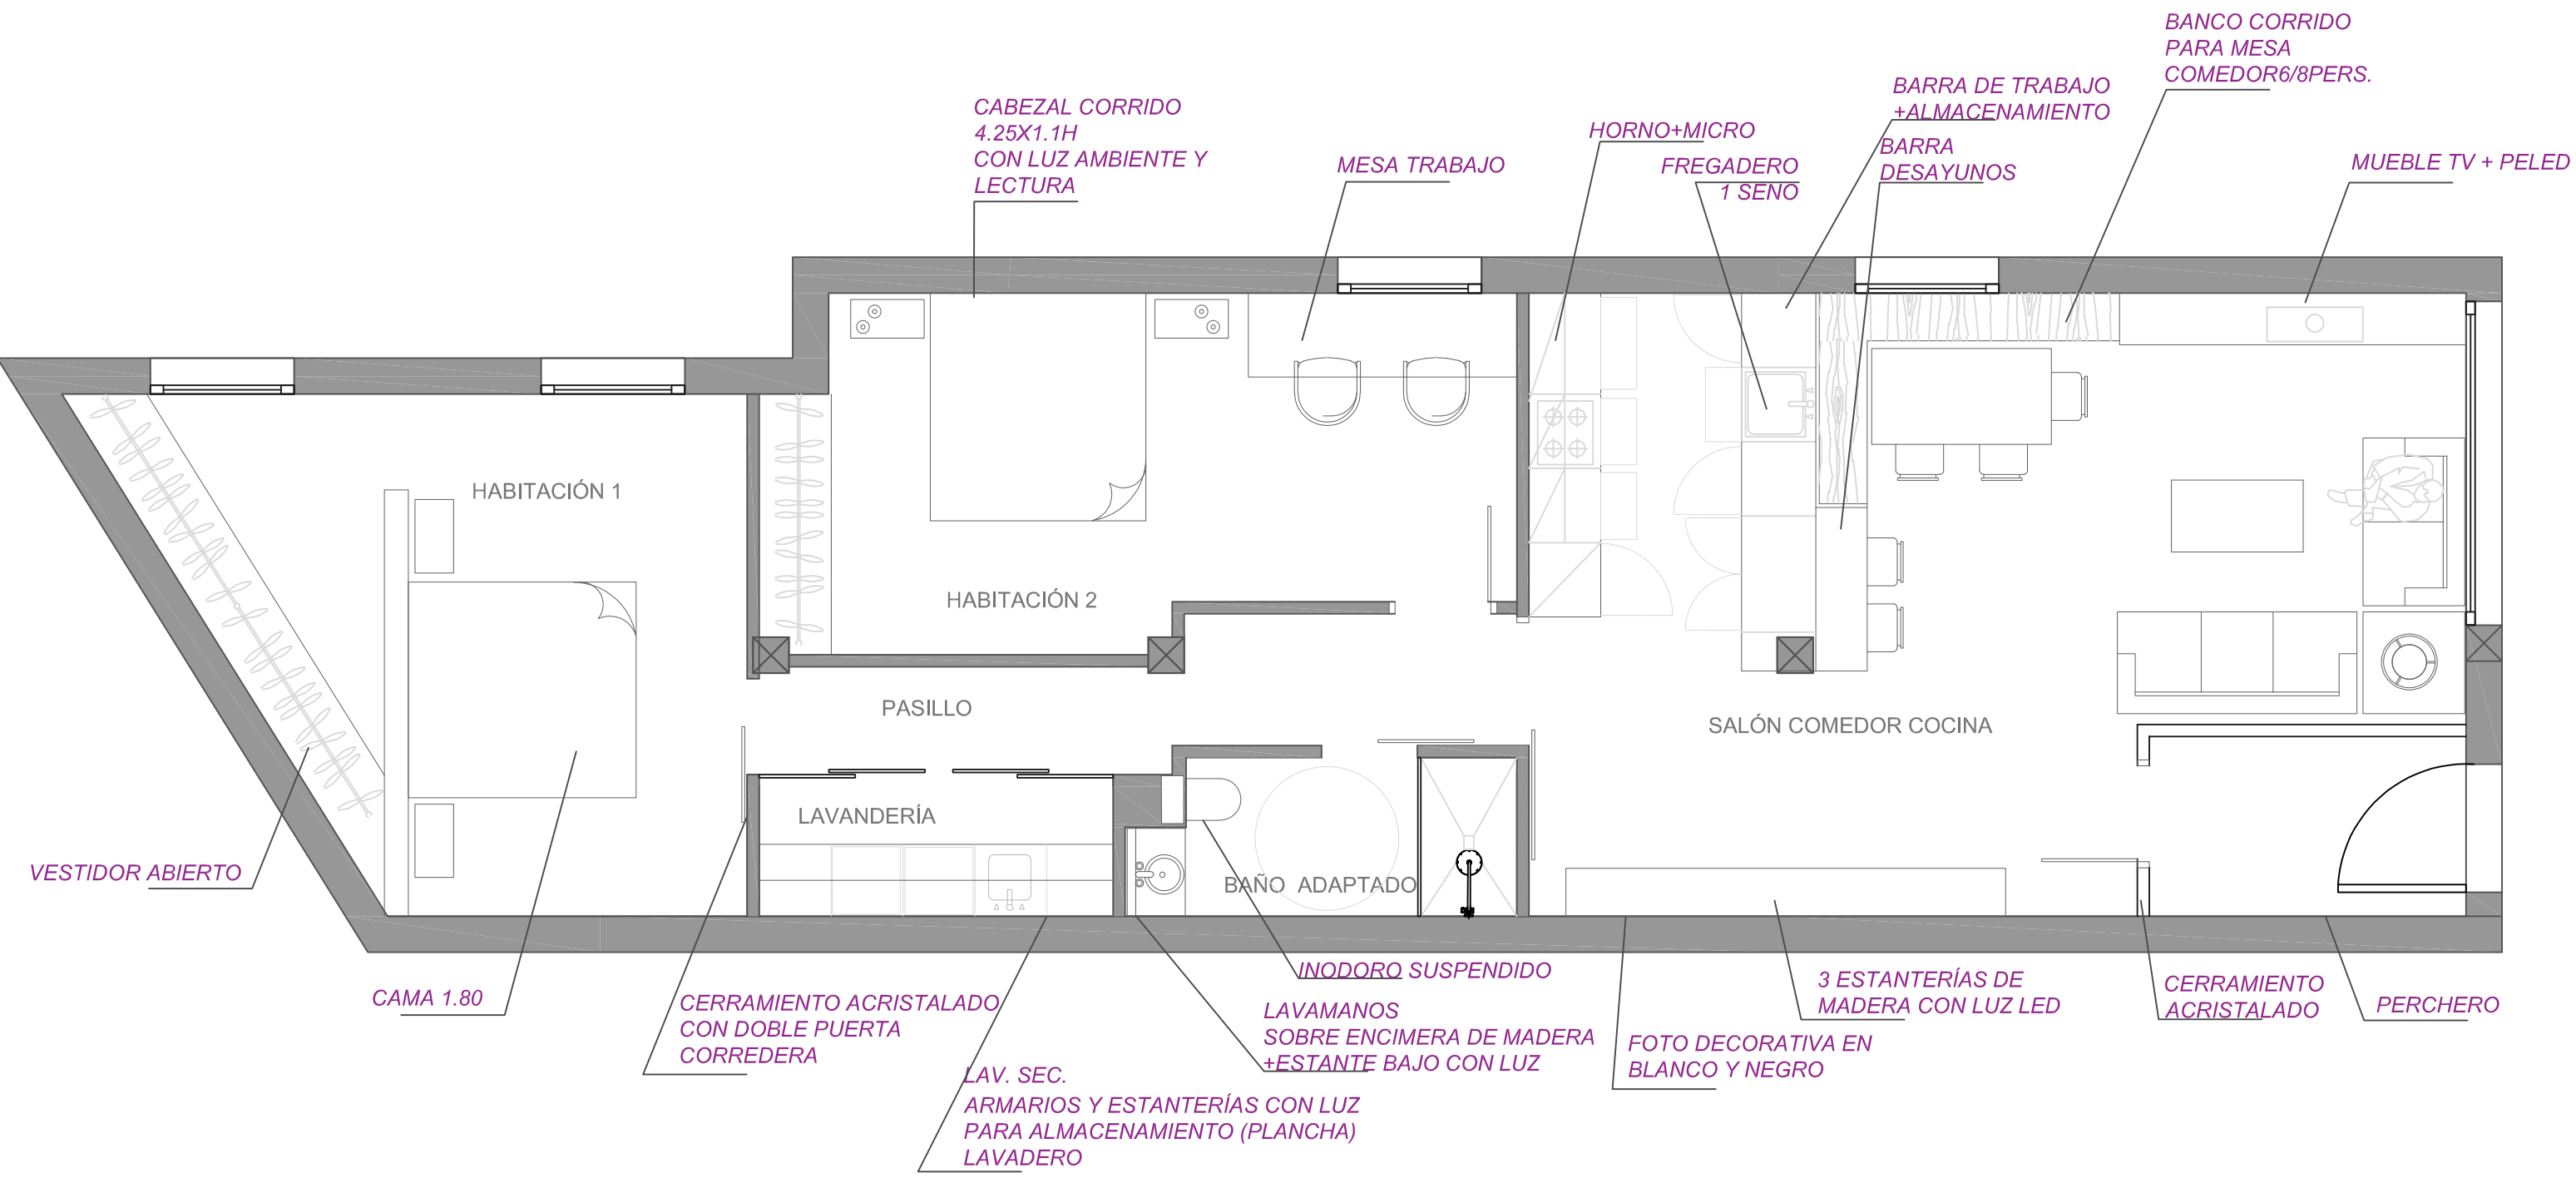 BANCO CORRIDO
PARA MESA
COMEDOR6/8PERS.
BARRA DE TRABAJO
+ALMACENAMIENTO
CABEZAL CORRIDO
4.25X1.1H
CON LUZ AMBIENTE Y
LECTURA
HORNO+MICRO
BARRA
DESAYUNOS
MESA TRABAJO
FREGADERO
1 SENO
MUEBLE TV + PELED
HABITACIÓN 1
HABITACIÓN 2
PASILLO
SALÓN COMEDOR COCINA
LAVANDERÍA
BAÑO ADAPTADO
VESTIDOR ABIERTO
CAMA 1.80
CERRAMIENTO ACRISTALADO
CON DOBLE PUERTA
CORREDERA
INODORO SUSPENDIDO
LAVAMANOS
SOBRE ENCIMERA DE MADERA
+ESTANTE BAJO CON LUZ
LAV. SEC.
ARMARIOS Y ESTANTERÍAS CON LUZ
PARA ALMACENAMIENTO (PLANCHA)
LAVADERO
3 ESTANTERÍAS DE
MADERA CON LUZ LED
FOTO DECORATIVA EN
BLANCO Y NEGRO
CERRAMIENTO
ACRISTALADO
PERCHERO